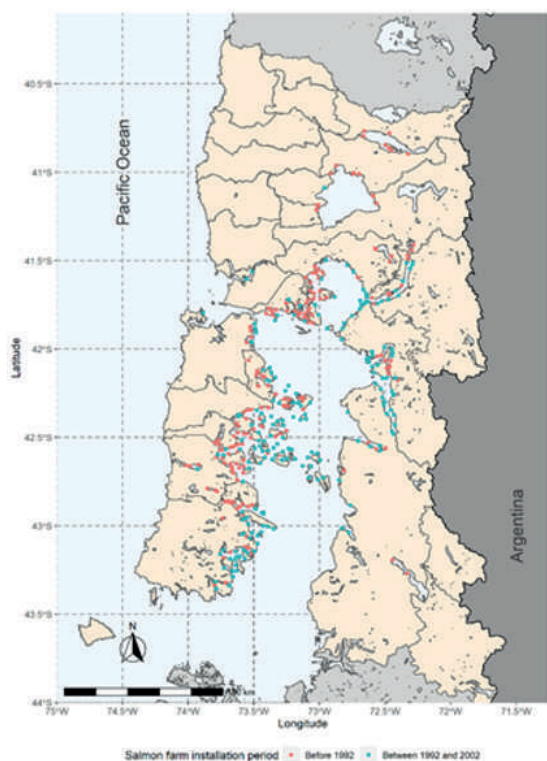 40.5°S
41°S
41.5°S
42°S
42.5°S
43°S
43.5°S
44°S
Latitude
Pacific Ocean
Argentina
N
km
75°W 74.5°W 74°W 73.5°W 73°W 72.5°W 72°W 71.5°W
Longitude
Salmon farm installation period Before 1992 Between 1992 and 2002